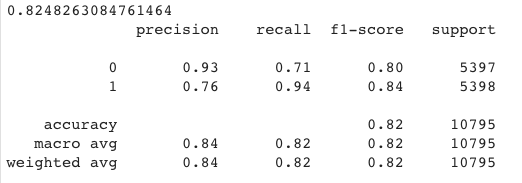 0.8248263084761464
precision recall f1-score support
0 0.93 0.71 0.80 5397
1 0.76 0.94 0.84 5398
accuracy 0.82 10795
macro avg 0.84 0.82 0.82 10795
weighted avg 0.84 0.82 0.82 10795